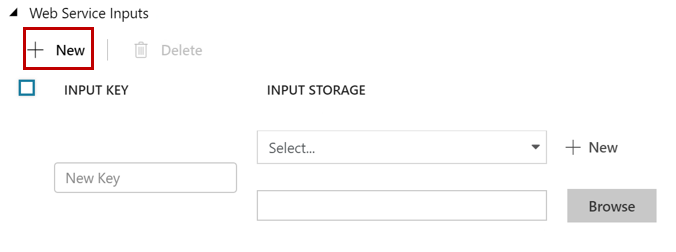 Web Service Inputs
New Delete
INPUT KEY INPUT STORAGE
Select... New
New Key
Browse